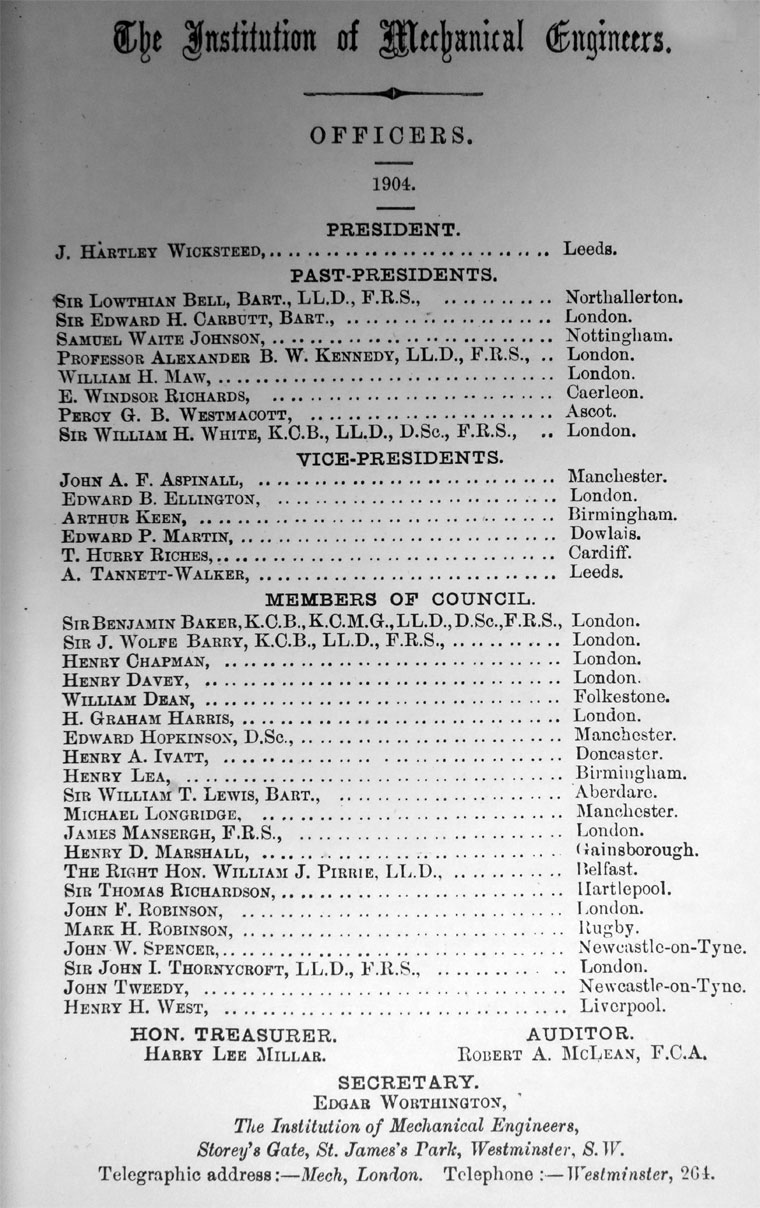 The Institution of Mechanical Engineers.
OFFICERS.
1904.
PRESIDENT.
J. HARTLEY WICKSTEED, Leeds.
PAST-PRESIDENTS.
SIR LOWTHIAN BELL, BART., LL.D., F.R.S., Northallerton.
SIR EDWARD H. CARBUTT, BART., London.
SAMUEL WAITE JOHNSON, Nottingham.
PROFESSOR ALEXANDER B. W. KENNEDY, LL.D., F.R.S., London.
WILLIAM H. MAW, London.
E. WINDSOR RICHARDS, Caerleon.
PERCY G. B. WESTMACOTT, Ascot.
SIR WILLIAM H. WHITE, K.C.B., LL.D., D.Sc., F.R.S., London.
VICE-PRESIDENTS.
JOHN A. F. ASPINALL, Manchester.
EDWARD B. ELLINGTON, London.
ARTHUR KEEN, Birmingham.
EDWARD P. MARTIN, Dowlais.
T. HURRY RICHES, Cardiff.
A. TANNETT-WALKER, Leeds.
MEMBERS OF COUNCIL.
SIR BENJAMIN BAKER, K.C.B., K.C.M.G., LL.D., D.Sc., F.R.S., London.
SIR J. WOLFE BARRY, K.C.B., LL.D., F.R.S., London.
HENRY CHAPMAN, London.
HENRY DAVEY, London.
WILLIAM DEAN, Folkestone.
H. GRAHAM HARRIS, London.
EDWARD HOPKINSON, D.Sc., Manchester.
HENRY A. IVATT, Doncaster.
HENRY LEA, Birmingham.
SIR WILLIAM T. LEWIS, BART., Aberdare.
MICHAEL LONGRIDGE, Manchester.
JAMES MANSERGH, F.R.S., London.
HENRY D. MARSHALL, Gainsborough.
THE RIGHT HON. WILLIAM J. PIRRIE, LL.D., Belfast.
SIR THOMAS RICHARDSON, Hartlepool.
JOHN F. ROBINSON, London.
MARK H. ROBINSON, Rugby.
JOHN W. SPENCER, Newcastle-on-Tyne.
SIR JOHN I. THORNYCROFT, LL.D., F.R.S., London.
JOHN TWEEDY, Newcastle-on-Tyne.
HENRY H. WEST, Liverpool.
HON. TREASURER. AUDITOR.
HARRY LEE MILLAR. ROBERT A. McLEAN, F.C.A.
SECRETARY.
EDGAR WORTHINGTON,
The Institution of Mechanical Engineers,
Storey's Gate, St. James's Park, Westminster, S.W.
Telegraphic address:—Mech, London. Telephone:—Westminster, 264.